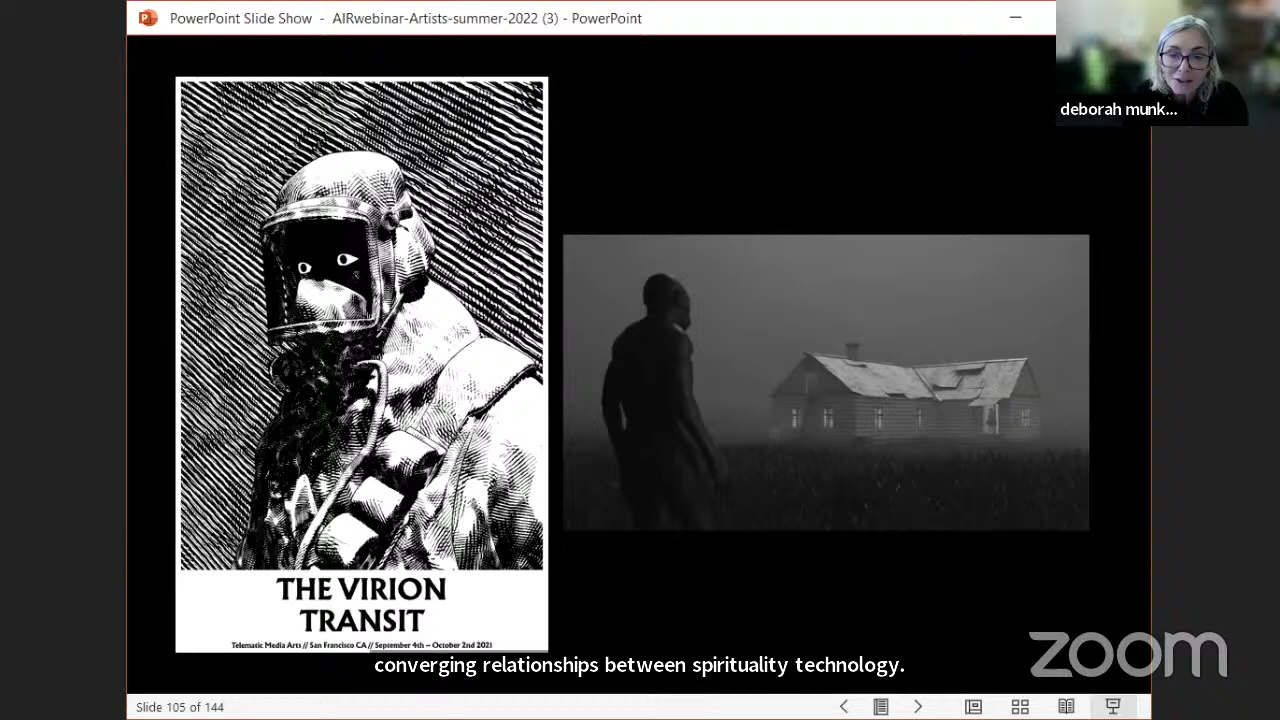 PowerPoint Slide Show - AIRwebinar-Artists-summer-2022 (3) - PowerPoint
deborah munk...
THE VIRION
TRANSIT
Telematic Media Arts // San Francisco CA // September 4th – October 2nd 2021
converging relationships between spirituality technology.
zoom
Slide 105 of 144